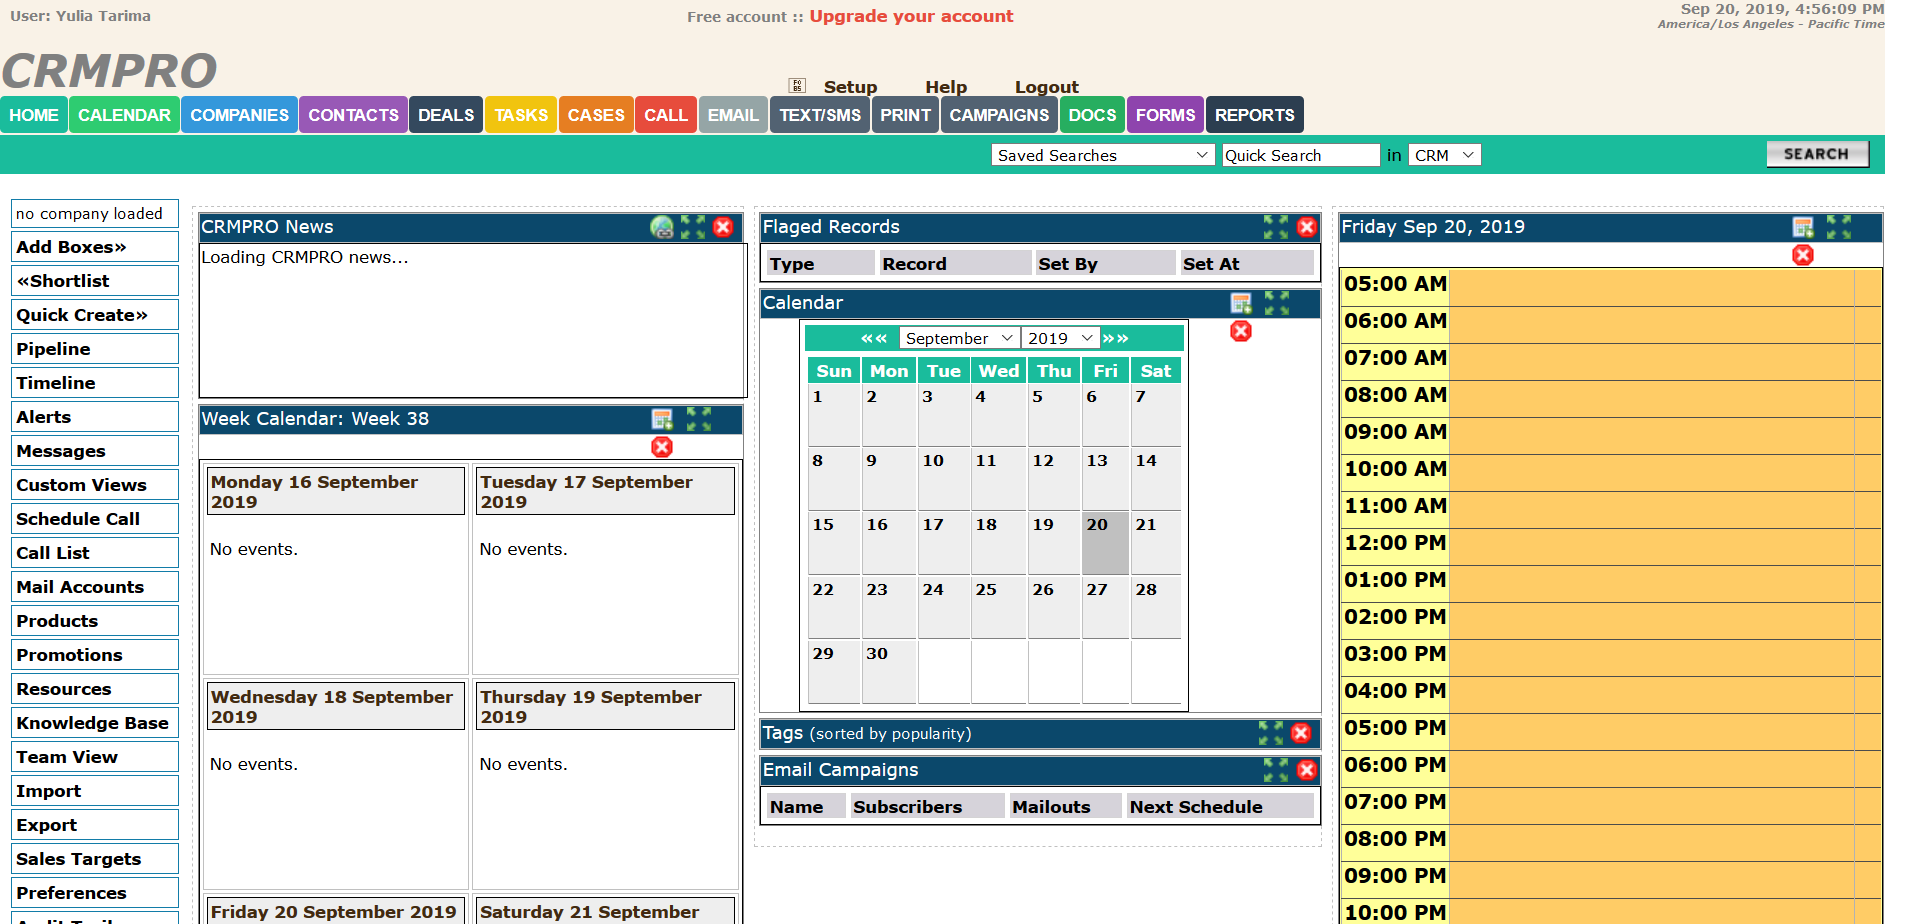 User: Yulia Tarima
Free account :: Upgrade your account
Sep 20, 2019, 4:56:09 PM
America/Los Angeles - Pacific Time
CRMPRO
Setup Help Logout
HOME CALENDAR COMPANIES CONTACTS DEALS TASKS CASES CALL EMAIL TEXT/SMS PRINT CAMPAIGNS DOCS FORMS REPORTS
Saved Searches Quick Search in CRM SEARCH
no company loaded
Add Boxes»
«Shortlist
Quick Create»
Pipeline
Timeline
Alerts
Messages
Custom Views
Schedule Call
Call List
Mail Accounts
Products
Promotions
Resources
Knowledge Base
Team View
Import
Export
Sales Targets
Preferences
CRMPRO News
Loading CRMPRO news...
Week Calendar: Week 38
Monday 16 September 2019
No events.
Tuesday 17 September 2019
No events.
Wednesday 18 September 2019
No events.
Thursday 19 September 2019
No events.
Friday 20 September 2019
Saturday 21 September
Flaged Records
Type Record Set By Set At
Calendar
«« September 2019 »»
Sun Mon Tue Wed Thu Fri Sat
1 2 3 4 5 6 7
8 9 10 11 12 13 14
15 16 17 18 19 20 21
22 23 24 25 26 27 28
29 30
Tags (sorted by popularity)
Email Campaigns
Name Subscribers Mailouts Next Schedule
Friday Sep 20, 2019
05:00 AM
06:00 AM
07:00 AM
08:00 AM
09:00 AM
10:00 AM
11:00 AM
12:00 PM
01:00 PM
02:00 PM
03:00 PM
04:00 PM
05:00 PM
06:00 PM
07:00 PM
08:00 PM
09:00 PM
10:00 PM